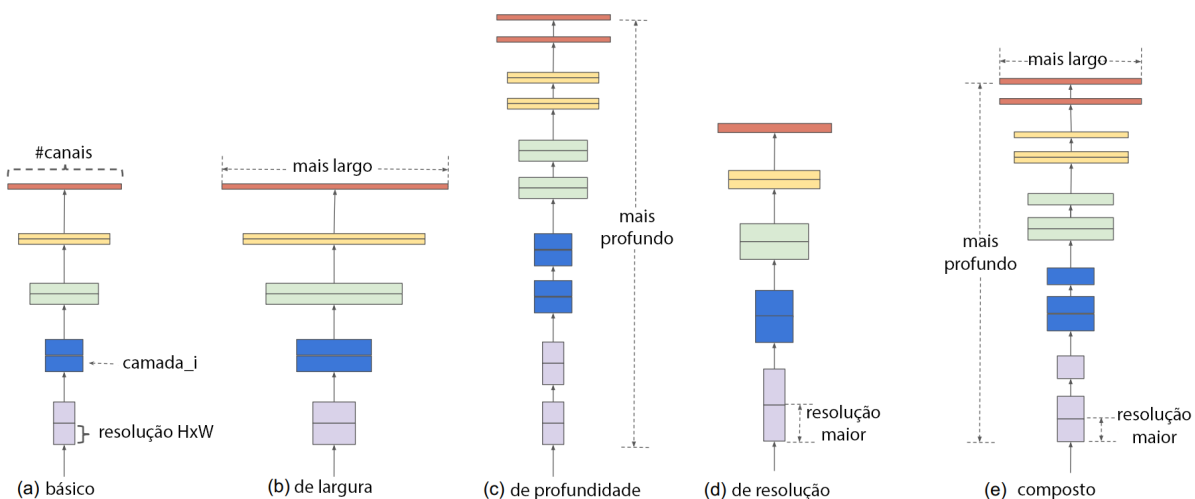 #canais
camada_i
resolução HxW
(a) básico
mais largo
(b) de largura
mais
profundo
(c) de profundidade
resolução
maior
(d) de resolução
mais largo
mais
profundo
resolução
maior
(e) composto